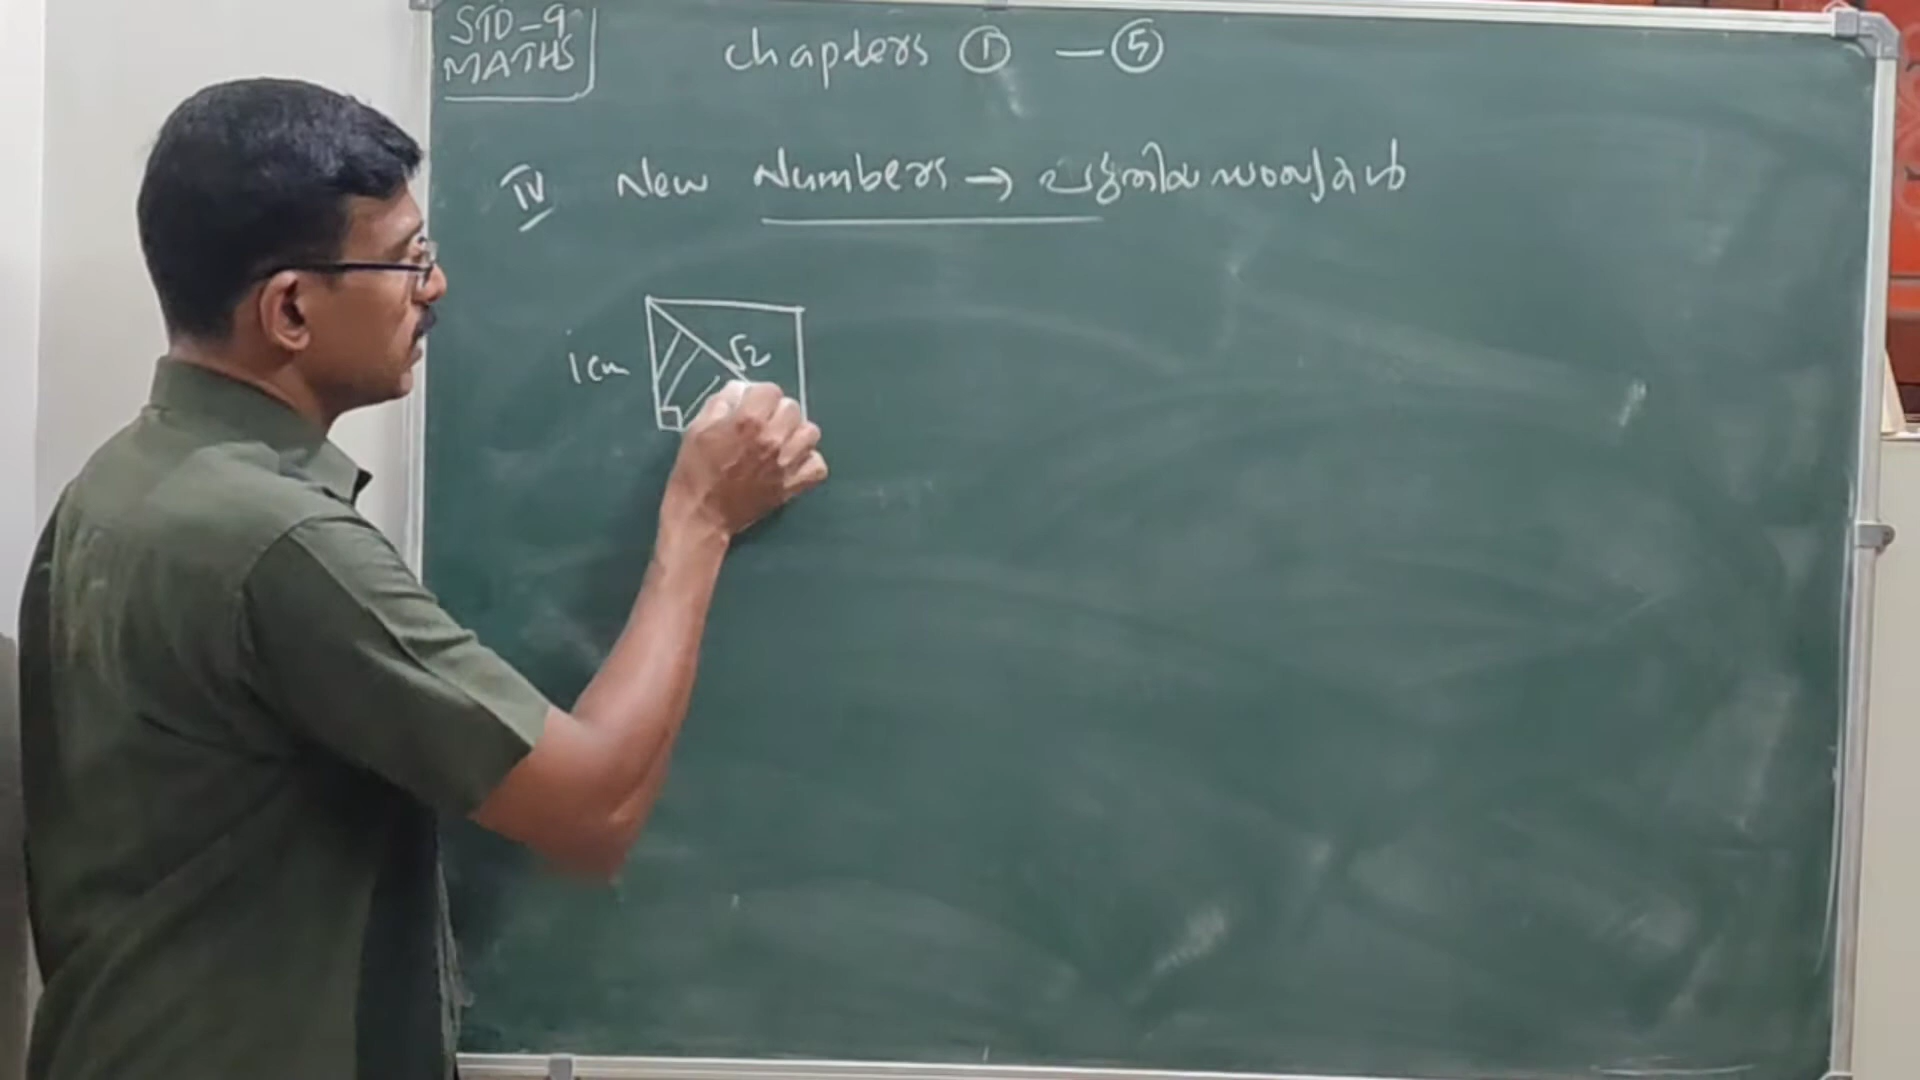 STD-9
MATHS
Chapters ① — ⑤
IV New Numbers → പുതിയ സംഖ്യകൾ
1cm
√2